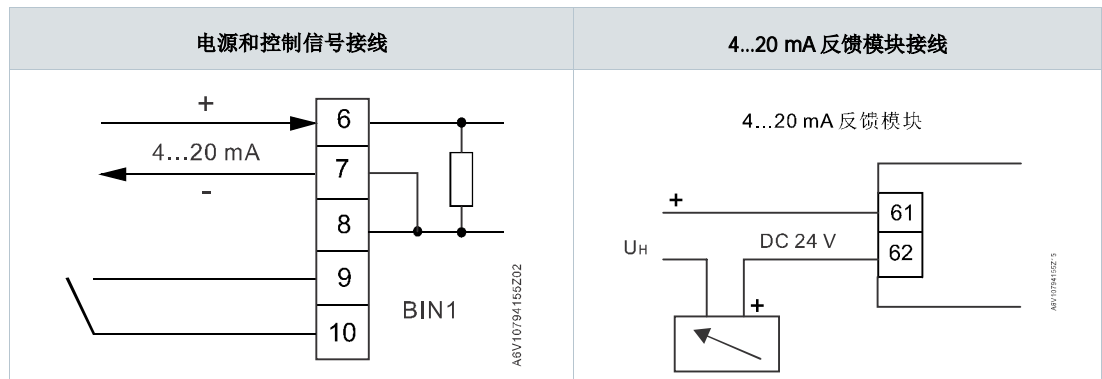 电源和控制信号接线
4...20 mA 反馈模块接线
+
4...20 mA
-
6
7
8
9
10
BIN1
A6V10794155Z02
4...20 mA 反馈模块
+
UH
DC 24 V
61
62
+
A6V10794155Z15